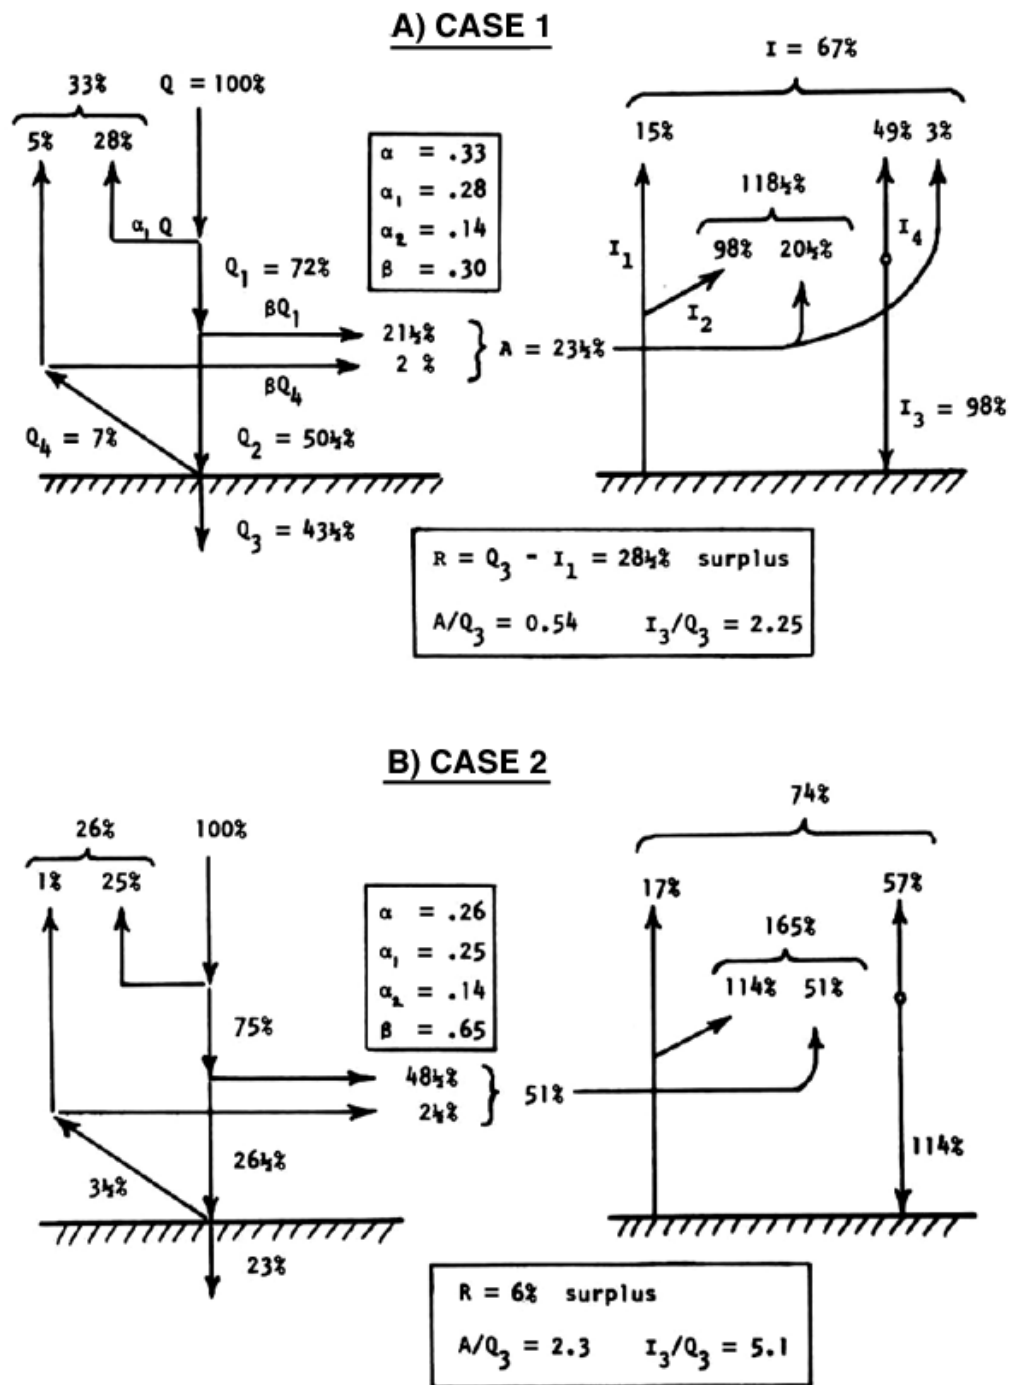 A) CASE 1
I = 67%
33% Q = 100%
5% 28%
15% 49% 3%
α = .33
α₁ = .28
α₂ = .14
β = .30
118½%
98% 20½%
α₁ Q
I₁
I₂
I₄
Q₁ = 72%
βQ₁
21½%
2 %
A = 23½%
βQ₄
I₃ = 98%
Q₄ = 7%
Q₂ = 50½%
Q₃ = 43½%
R = Q₃ - I₁ = 28½% surplus
A/Q₃ = 0.54 I₃/Q₃ = 2.25
B) CASE 2
74%
26% 100%
1% 25%
17% 57%
α = .26
α₁ = .25
α₂ = .14
β = .65
165%
114% 51%
75%
48½%
2½%
51%
26½%
3½%
114%
23%
R = 6% surplus
A/Q₃ = 2.3 I₃/Q₃ = 5.1